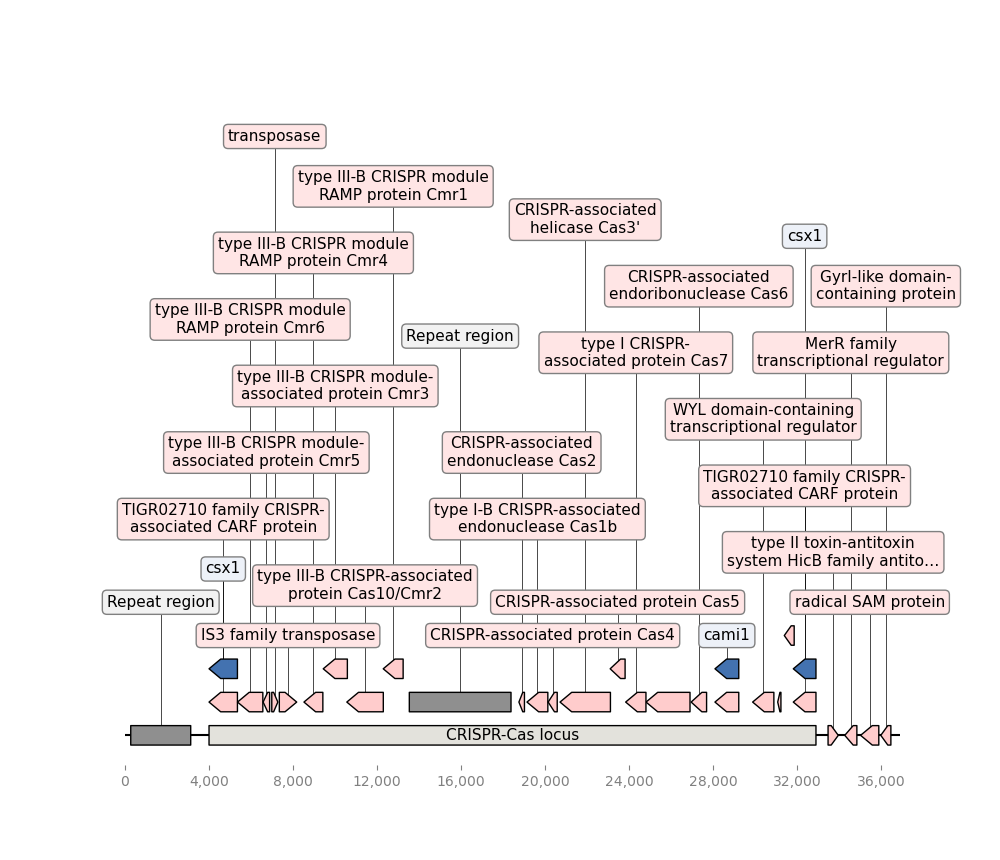 transposase
type III-B CRISPR module
RAMP protein Cmr1
CRISPR-associated
helicase Cas3'
csx1
type III-B CRISPR module
RAMP protein Cmr4
CRISPR-associated
endoribonuclease Cas6
GyrI-like domain-
containing protein
type III-B CRISPR module
RAMP protein Cmr6
Repeat region
type I CRISPR-
associated protein Cas7
MerR family
transcriptional regulator
type III-B CRISPR module-
associated protein Cmr3
WYL domain-containing
transcriptional regulator
type III-B CRISPR module-
associated protein Cmr5
CRISPR-associated
endonuclease Cas2
TIGR02710 family CRISPR-
associated CARF protein
TIGR02710 family CRISPR-
associated CARF protein
type I-B CRISPR-associated
endonuclease Cas1b
type II toxin-antitoxin
system HicB family antito...
csx1
type III-B CRISPR-associated
protein Cas10/Cmr2
Repeat region
CRISPR-associated protein Cas5
radical SAM protein
IS3 family transposase
CRISPR-associated protein Cas4
cami1
CRISPR-Cas locus
0
4,000
8,000
12,000
16,000
20,000
24,000
28,000
32,000
36,000